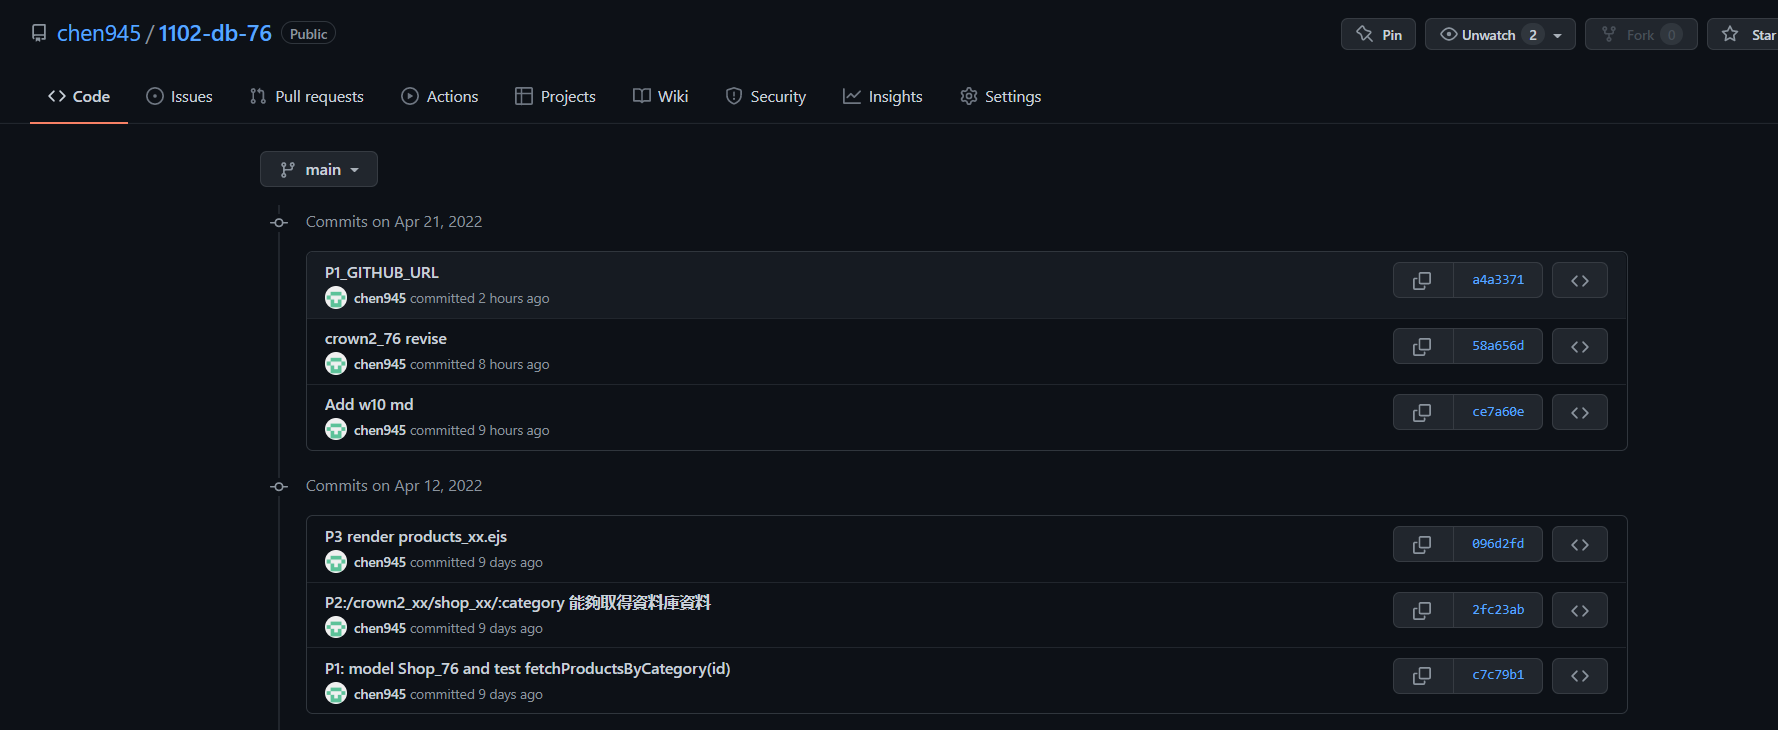 chen945 / 1102-db-76 Public
Pin
Unwatch 2
Fork 0
Star
Code Issues Pull requests Actions Projects Wiki Security Insights Settings
main
Commits on Apr 21, 2022
P1_GITHUB_URL
chen945 committed 2 hours ago
a4a3371
crown2_76 revise
chen945 committed 8 hours ago
58a656d
Add w10 md
chen945 committed 9 hours ago
ce7a60e
Commits on Apr 12, 2022
P3 render products_xx.ejs
chen945 committed 9 days ago
096d2fd
P2:/crown2_xx/shop_xx/:category 能夠取得資料庫資料
chen945 committed 9 days ago
2fc23ab
P1: model Shop_76 and test fetchProductsByCategory(id)
chen945 committed 9 days ago
c7c79b1